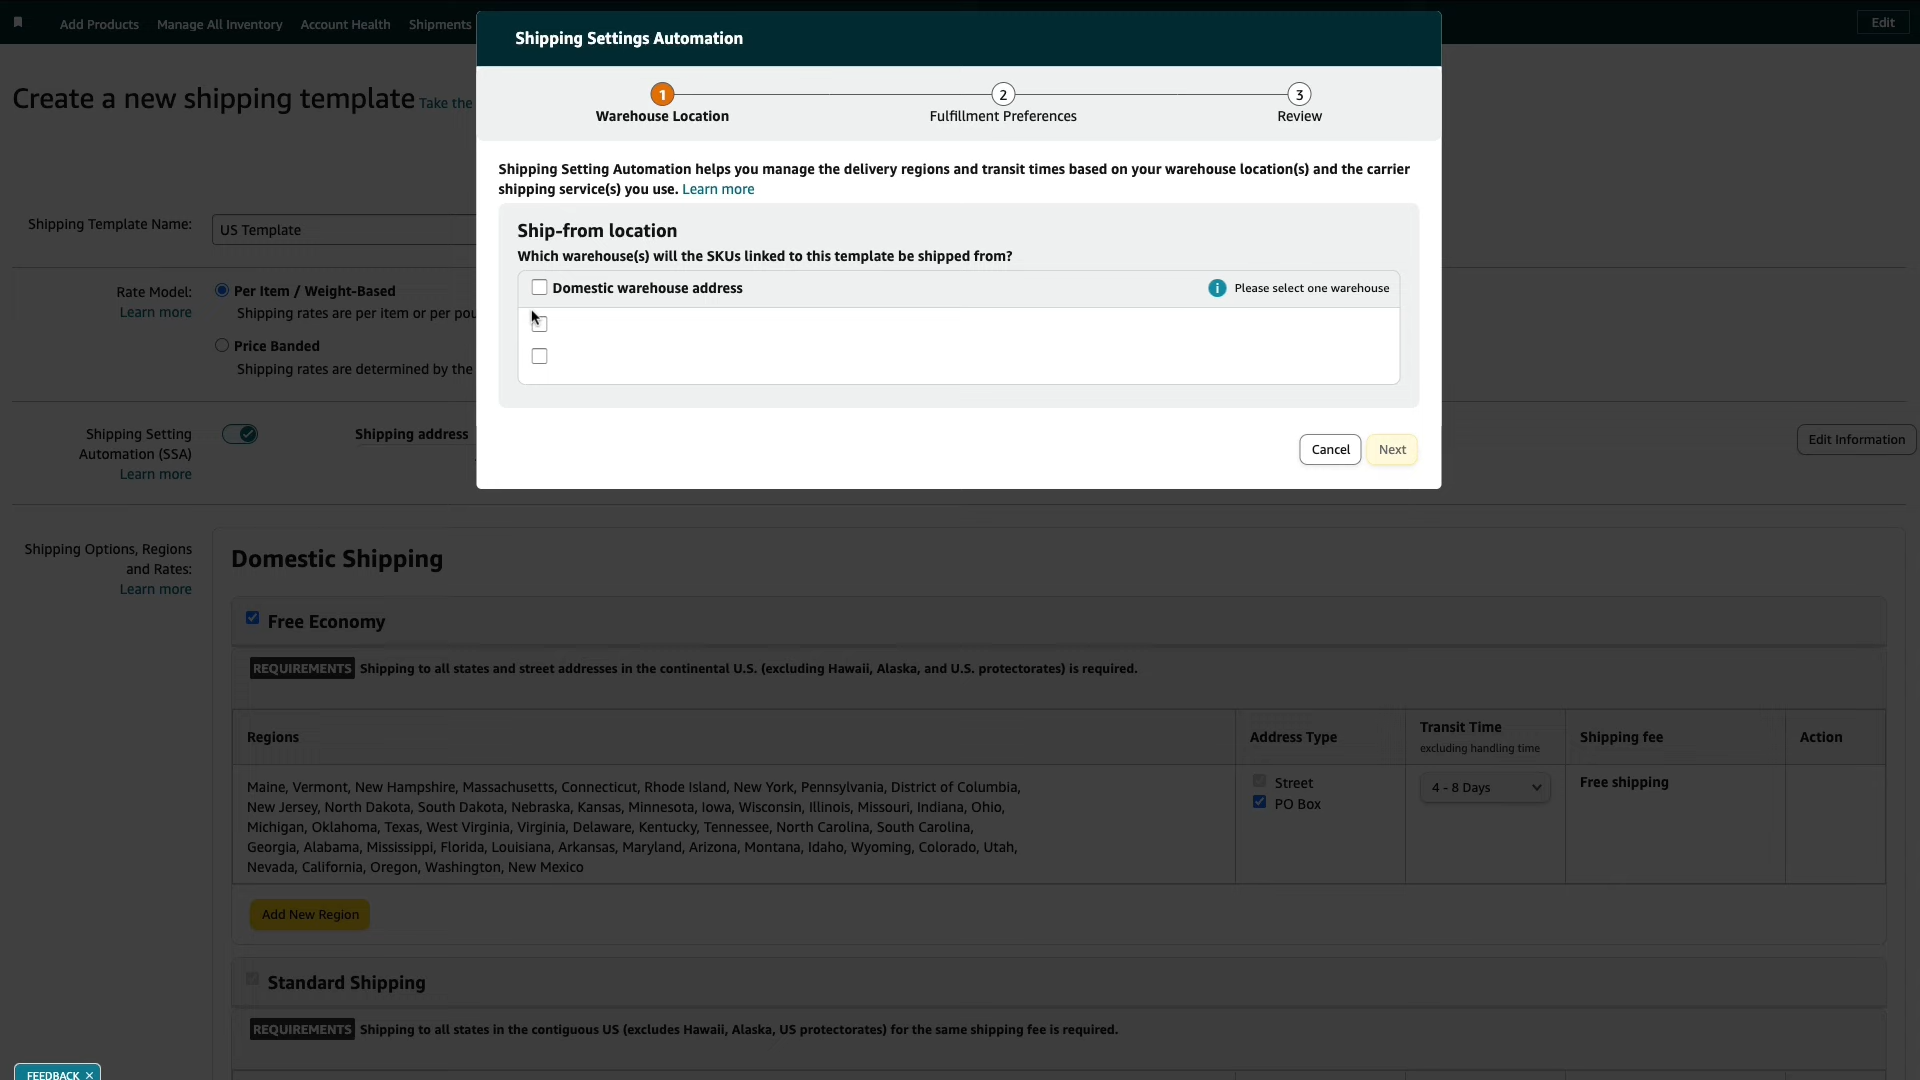 Add Products
Manage All Inventory
Account Health
Shipments
Edit
Create a new shipping template Take the
Shipping Template Name:
US Template
Rate Model:
Learn more
Per Item / Weight-Based
Shipping rates are per item or per pou
Price Banded
Shipping rates are determined by the
Shipping Setting
Automation (SSA)
Learn more
Shipping address
Edit Information
Shipping Settings Automation
1
Warehouse Location
2
Fulfillment Preferences
3
Review
Shipping Setting Automation helps you manage the delivery regions and transit times based on your warehouse location(s) and the carrier
shipping service(s) you use. Learn more
Ship-from location
Which warehouse(s) will the SKUs linked to this template be shipped from?
Domestic warehouse address
i Please select one warehouse
Cancel
Next
Shipping Options, Regions
and Rates:
Learn more
Domestic Shipping
Free Economy
REQUIREMENTS Shipping to all states and street addresses in the continental U.S. (excluding Hawaii, Alaska, and U.S. protectorates) is required.
Regions
Address Type
Transit Time
excluding handling time
Shipping fee
Action
Maine, Vermont, New Hampshire, Massachusetts, Connecticut, Rhode Island, New York, Pennsylvania, District of Columbia,
New Jersey, North Dakota, South Dakota, Nebraska, Kansas, Minnesota, Iowa, Wisconsin, Illinois, Missouri, Indiana, Ohio,
Michigan, Oklahoma, Texas, West Virginia, Virginia, Delaware, Kentucky, Tennessee, North Carolina, South Carolina,
Georgia, Alabama, Mississippi, Florida, Louisiana, Arkansas, Maryland, Arizona, Montana, Idaho, Wyoming, Colorado, Utah,
Nevada, California, Oregon, Washington, New Mexico
Street
PO Box
4 - 8 Days
Free shipping
Add New Region
Standard Shipping
REQUIREMENTS Shipping to all states in the contiguous US (excludes Hawaii, Alaska, US protectorates) for the same shipping fee is required.
FEEDBACK ×